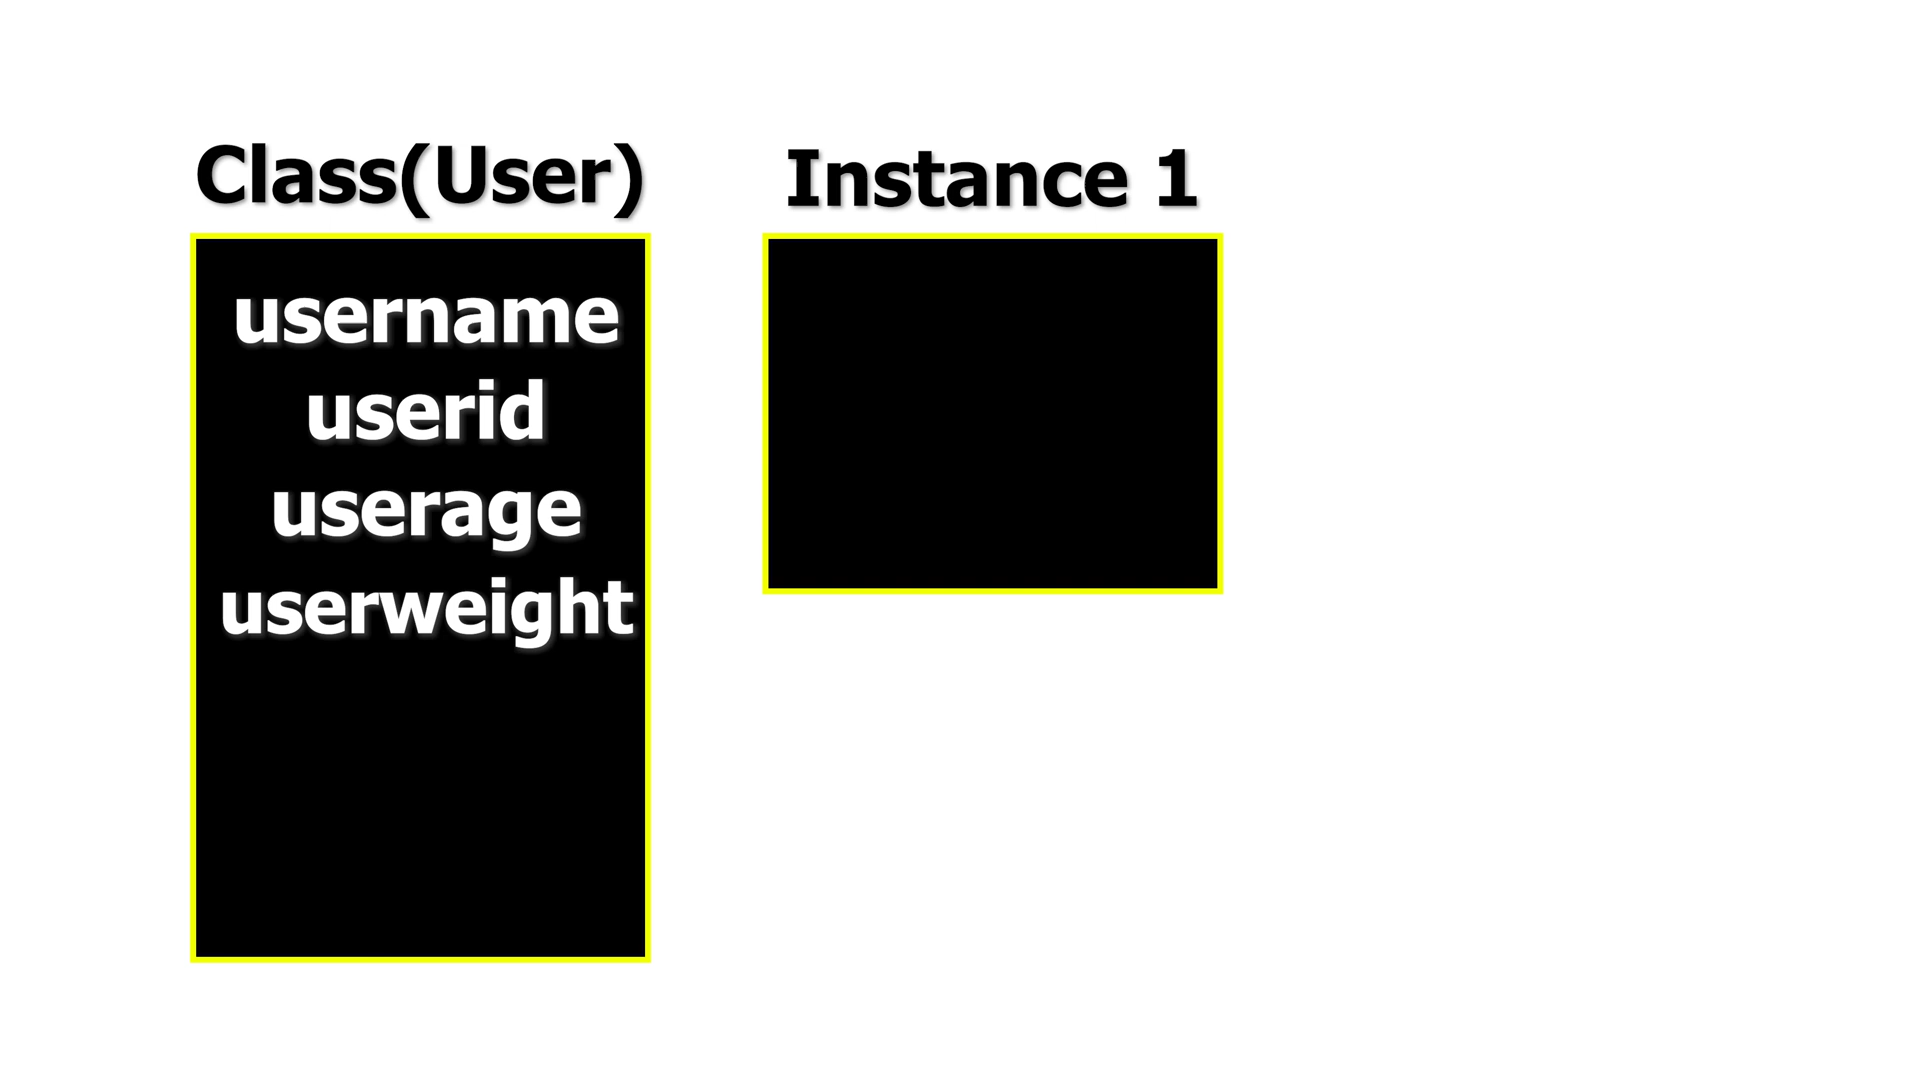 Class(User)
username
userid
userage
userweight
Instance 1